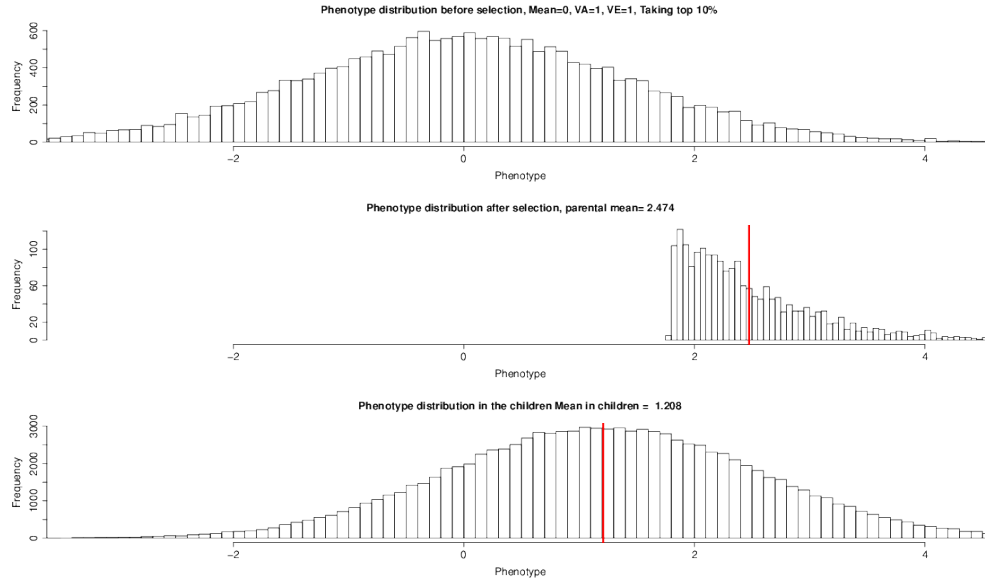 Phenotype distribution before selection, Mean=0, VA=1, VE=1, Taking top 10%
Frequency
0 200 400 600
-2 0 2 4
Phenotype
Phenotype distribution after selection, parental mean= 2.474
Frequency
0 20 60 100
-2 0 2 4
Phenotype
Phenotype distribution in the children Mean in children = 1.208
Frequency
0 1000 2000 3000
-2 0 2 4
Phenotype